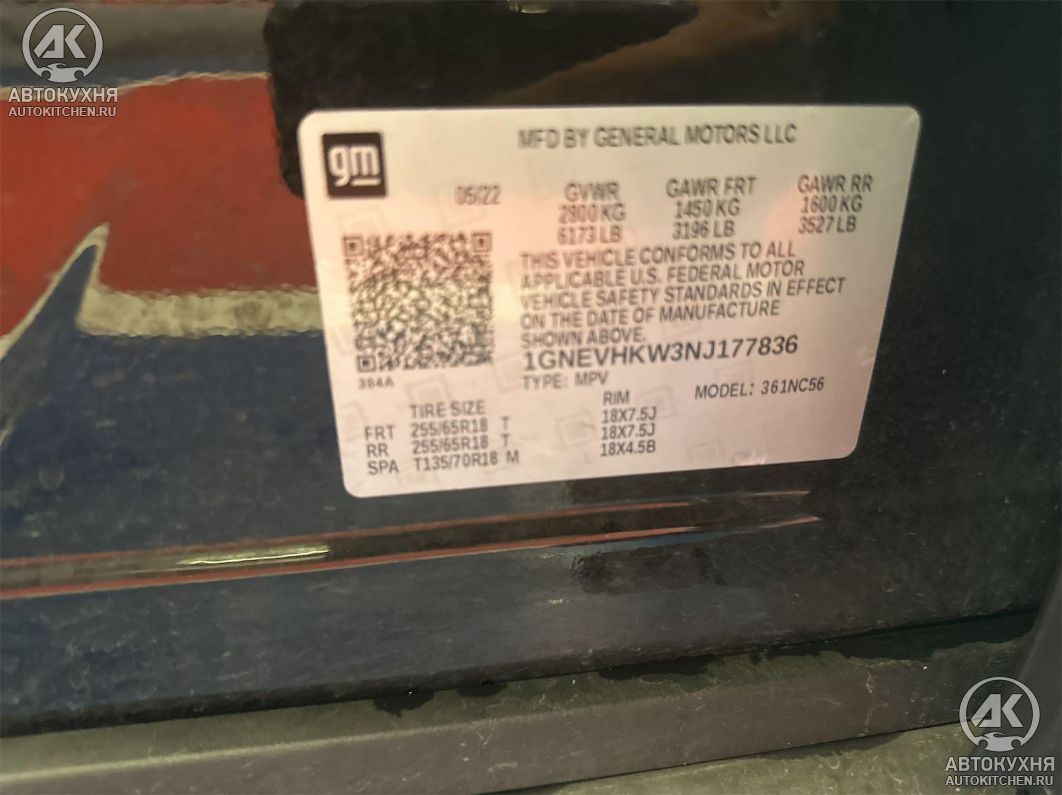 АВТОКУХНЯ
AUTOKITCHEN.RU
gm
MFD BY GENERAL MOTORS LLC
05/22 GVWR GAWR FRT GAWR RR
2800 KG 1450 KG 1600 KG
6173 LB 3196 LB 3527 LB
THIS VEHICLE CONFORMS TO ALL
APPLICABLE U.S. FEDERAL MOTOR
VEHICLE SAFETY STANDARDS IN EFFECT
ON THE DATE OF MANUFACTURE
SHOWN ABOVE.
1GNEVHKW3NJ177836
384A
TYPE: MPV MODEL: 361NC56
TIRE SIZE RIM
FRT 255/65R18 T 18X7.5J
RR 255/65R18 T 18X7.5J
SPA T135/70R18 M 18X4.5B
АВТОКУХНЯ
AUTOKITCHEN.RU